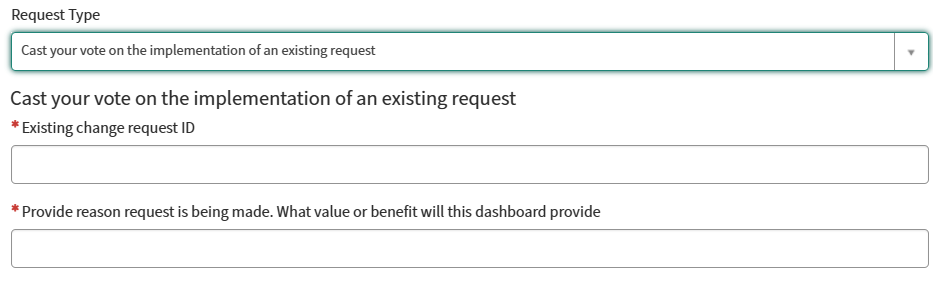 Request Type
Cast your vote on the implementation of an existing request
Cast your vote on the implementation of an existing request
* Existing change request ID
* Provide reason request is being made. What value or benefit will this dashboard provide